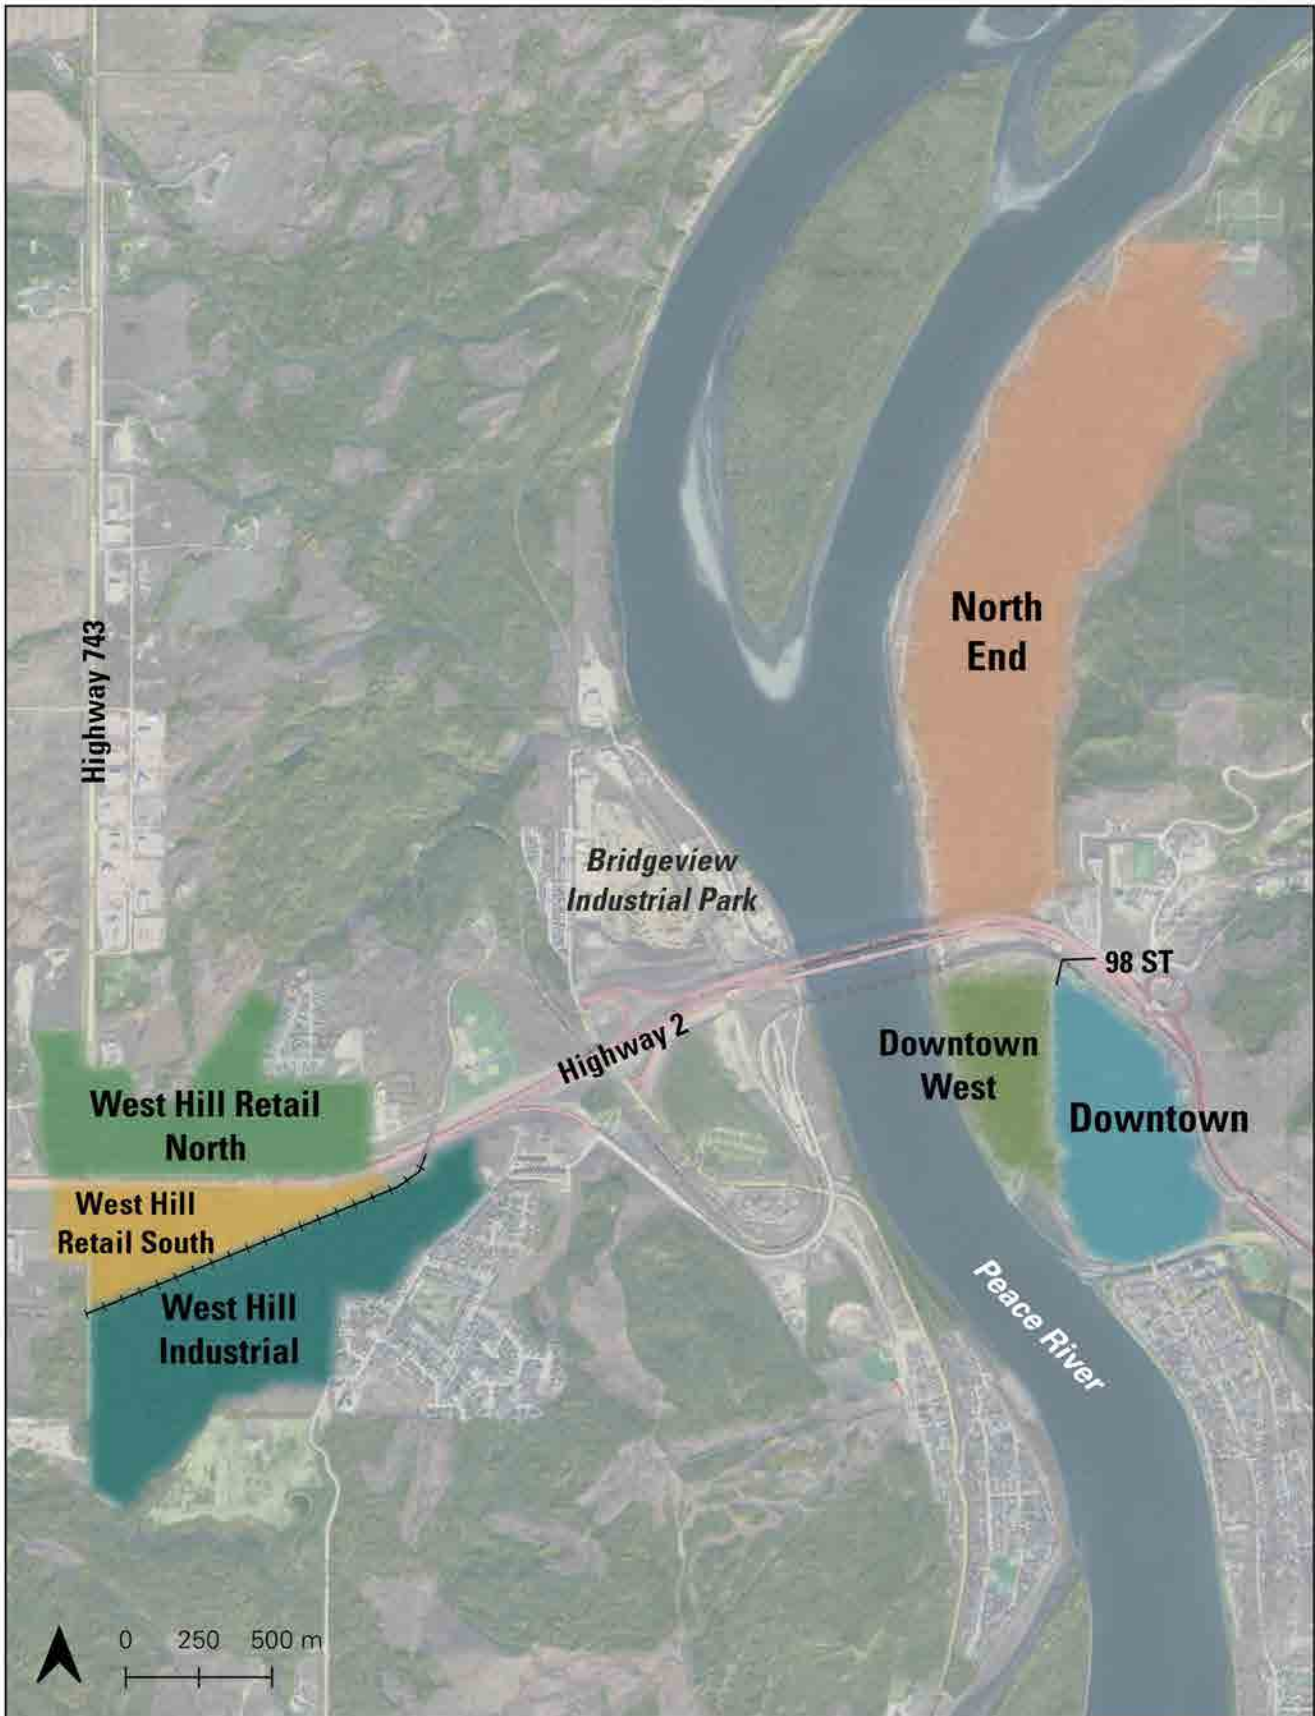 North
End
Highway 743
Bridgeview
Industrial Park
98 ST
Highway 2
Downtown
West
Downtown
West Hill Retail
North
West Hill
Retail South
West Hill
Industrial
Peace River
0 250 500 m